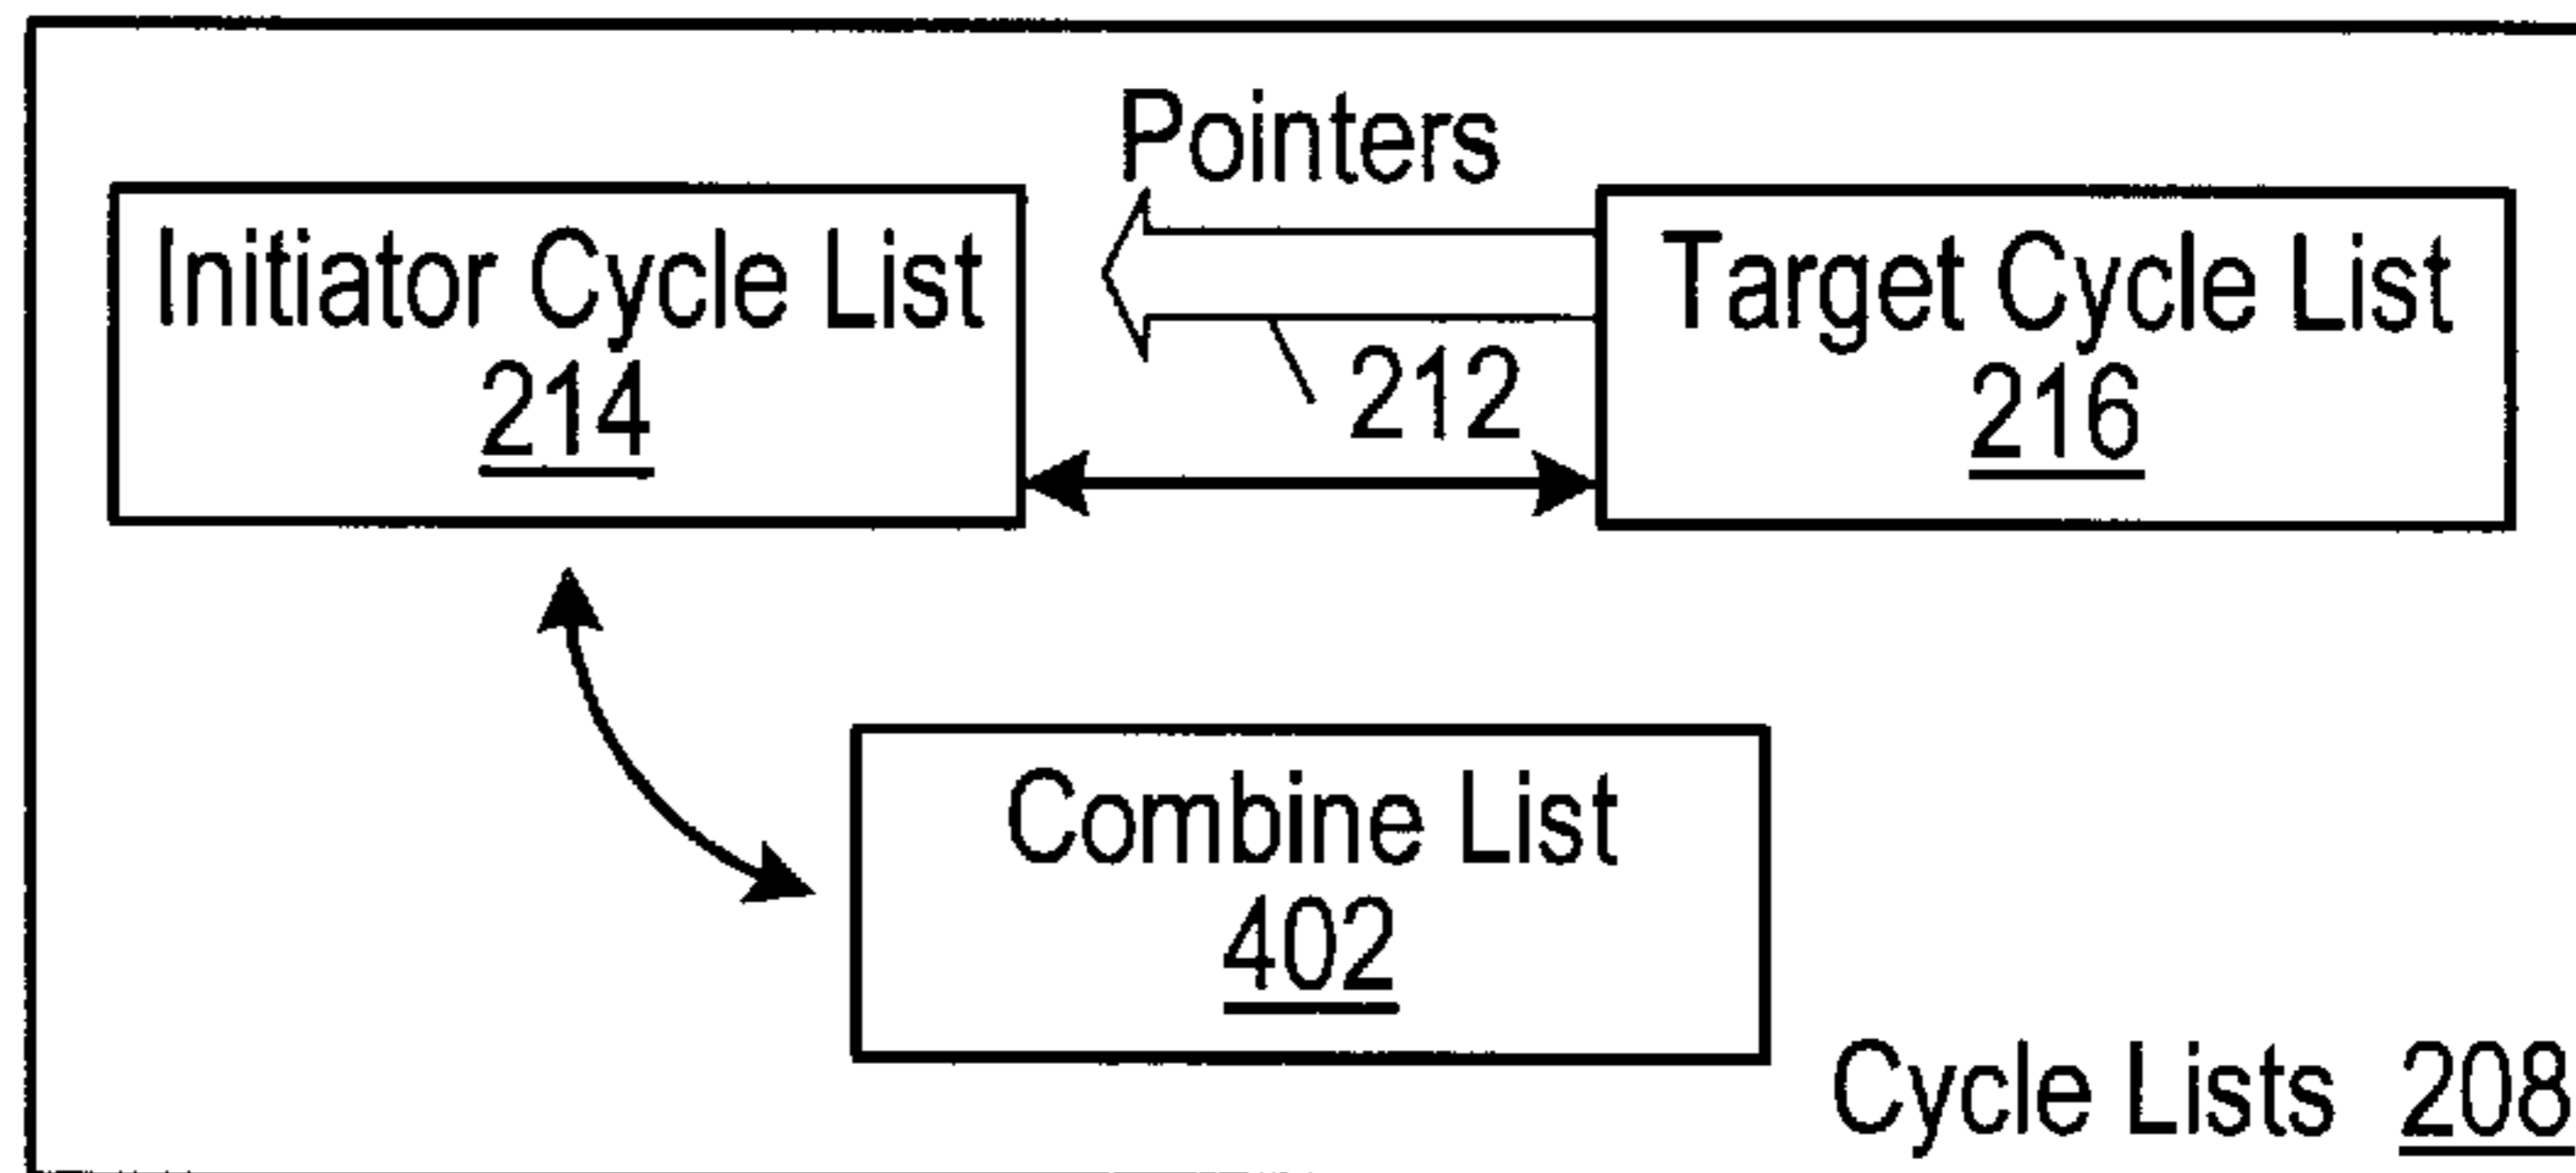 Pointers
Initiator Cycle List
214
212
Target Cycle List
216
Combine List
402
Cycle Lists 208